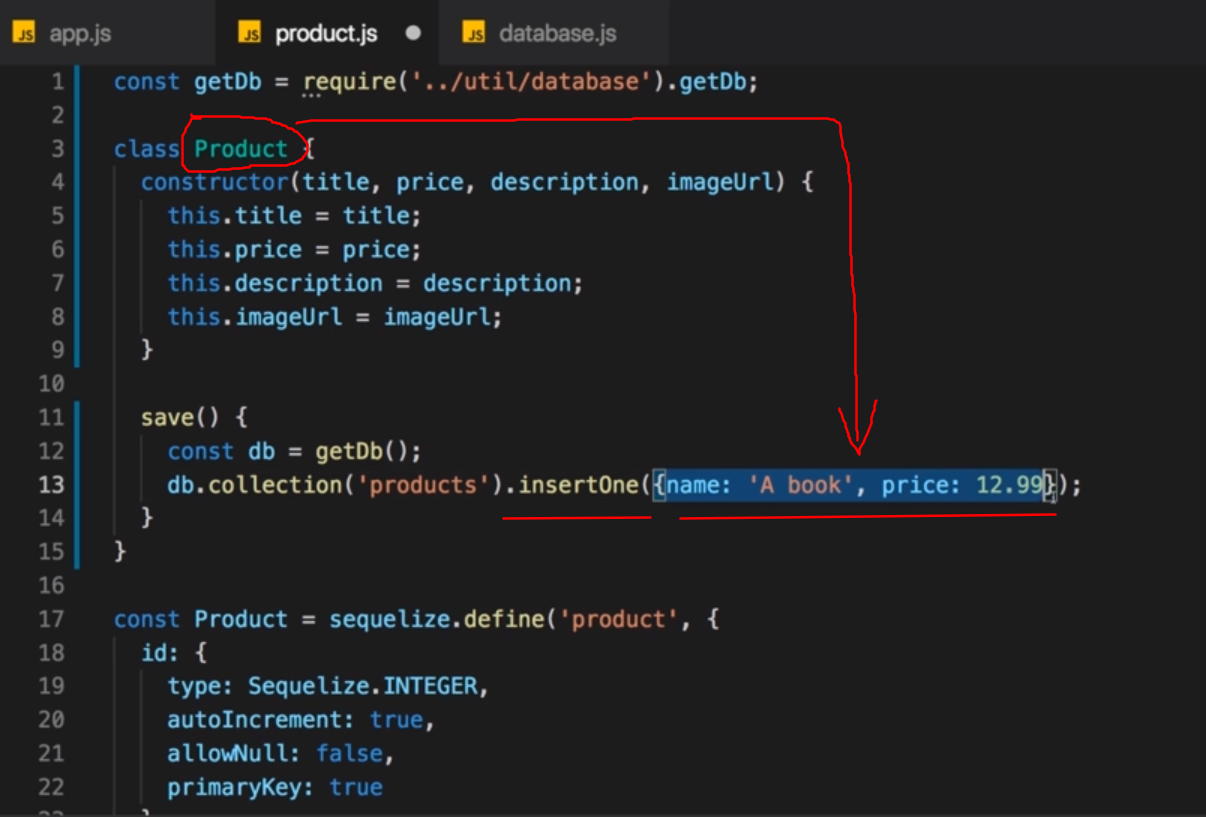 JS app.js JS product.js JS database.js
1 const getDb = require('../util/database').getDb;
2
3 class Product {
4 constructor(title, price, description, imageUrl) {
5 this.title = title;
6 this.price = price;
7 this.description = description;
8 this.imageUrl = imageUrl;
9 }
10
11 save() {
12 const db = getDb();
13 db.collection('products').insertOne({name: 'A book', price: 12.99});
14 }
15 }
16
17 const Product = sequelize.define('product', {
18 id: {
19 type: Sequelize.INTEGER,
20 autoIncrement: true,
21 allowNull: false,
22 primaryKey: true